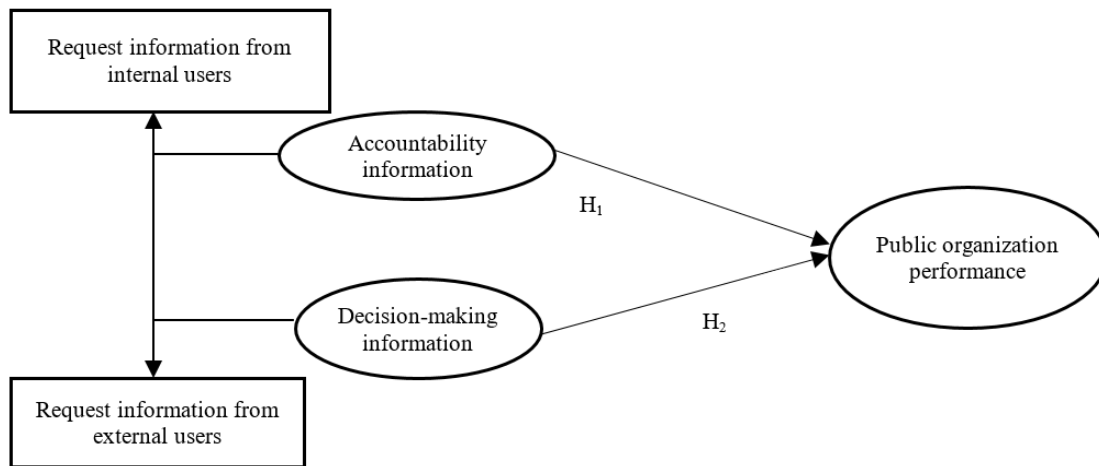 Request information from
internal users
Accountability
information
H₁
Public organization
performance
Decision-making
information
H₂
Request information from
external users